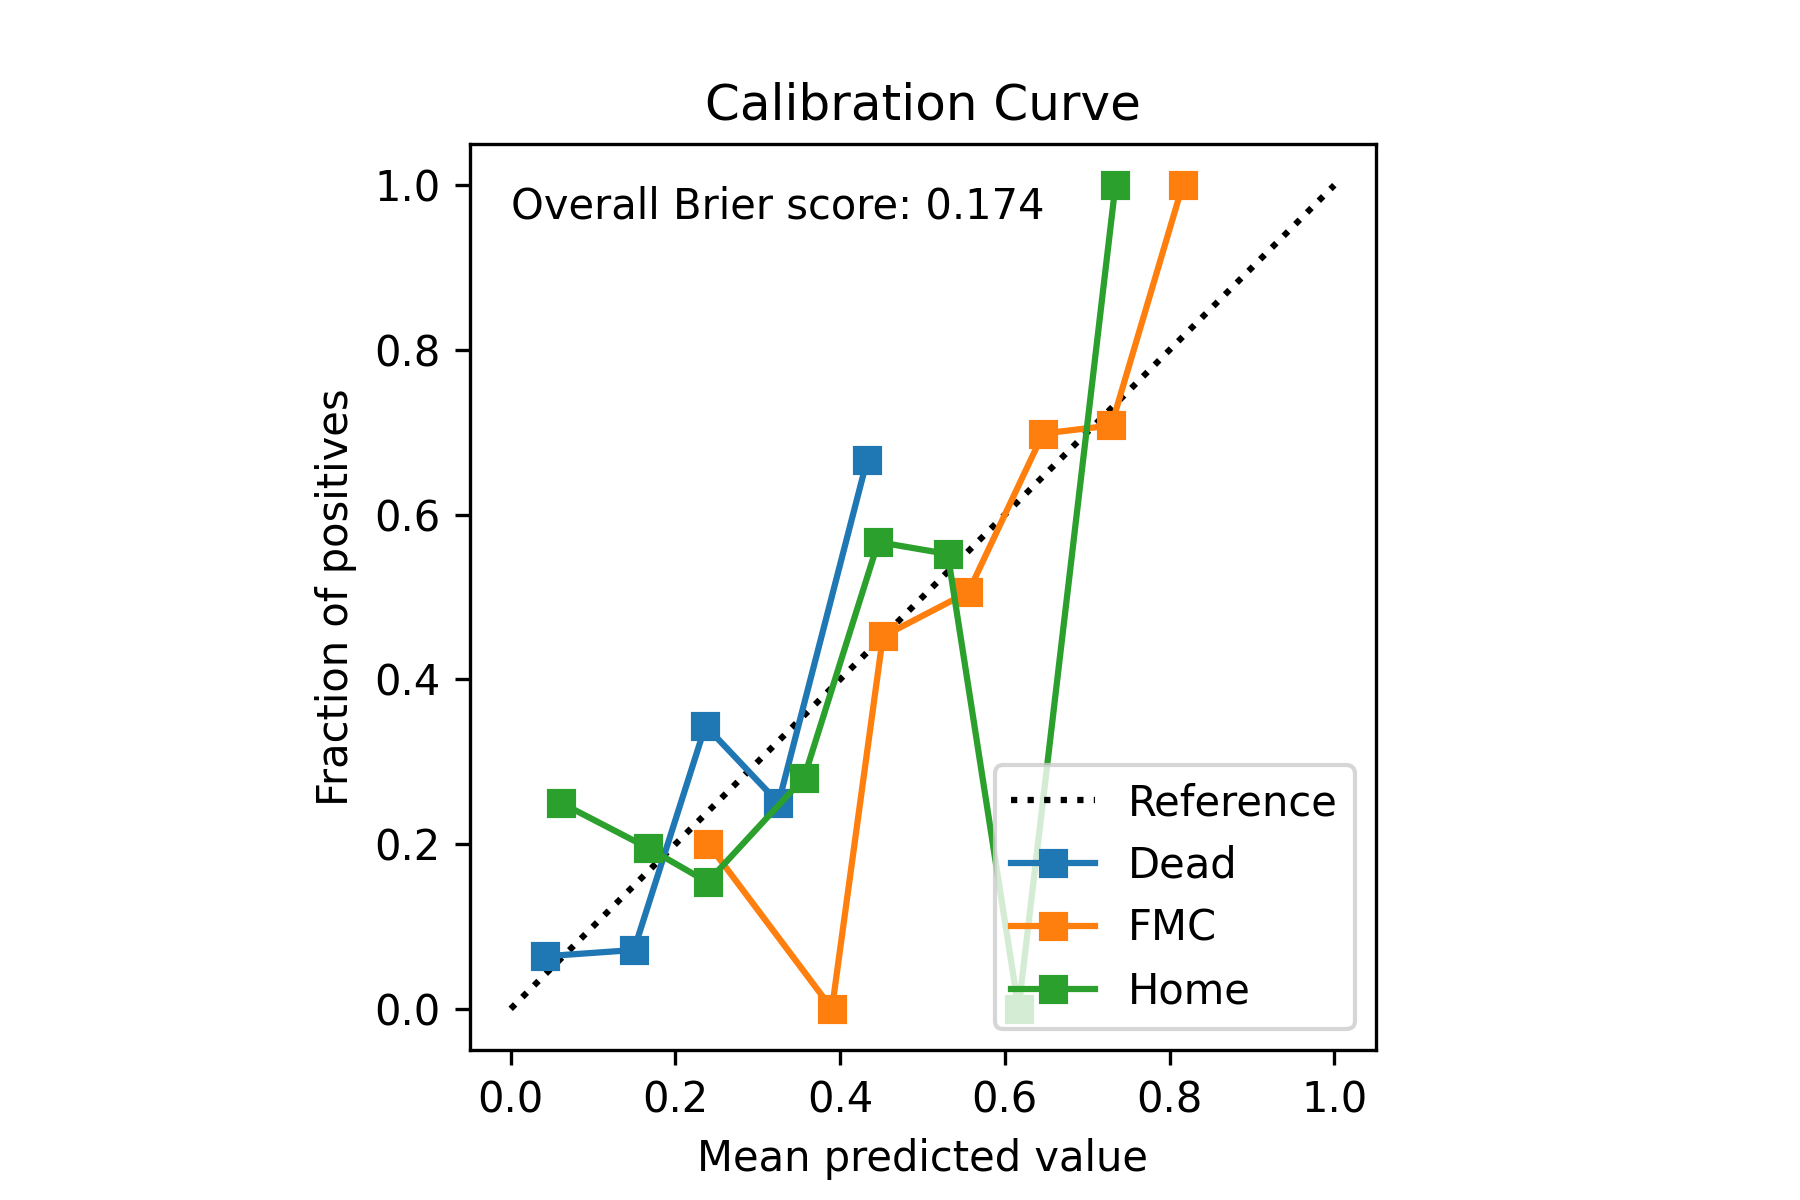 Calibration Curve
Overall Brier score: 0.174
Fraction of positives
1.0
0.8
0.6
0.4
0.2
0.0
Reference
Dead
FMC
Home
0.0 0.2 0.4 0.6 0.8 1.0
Mean predicted value